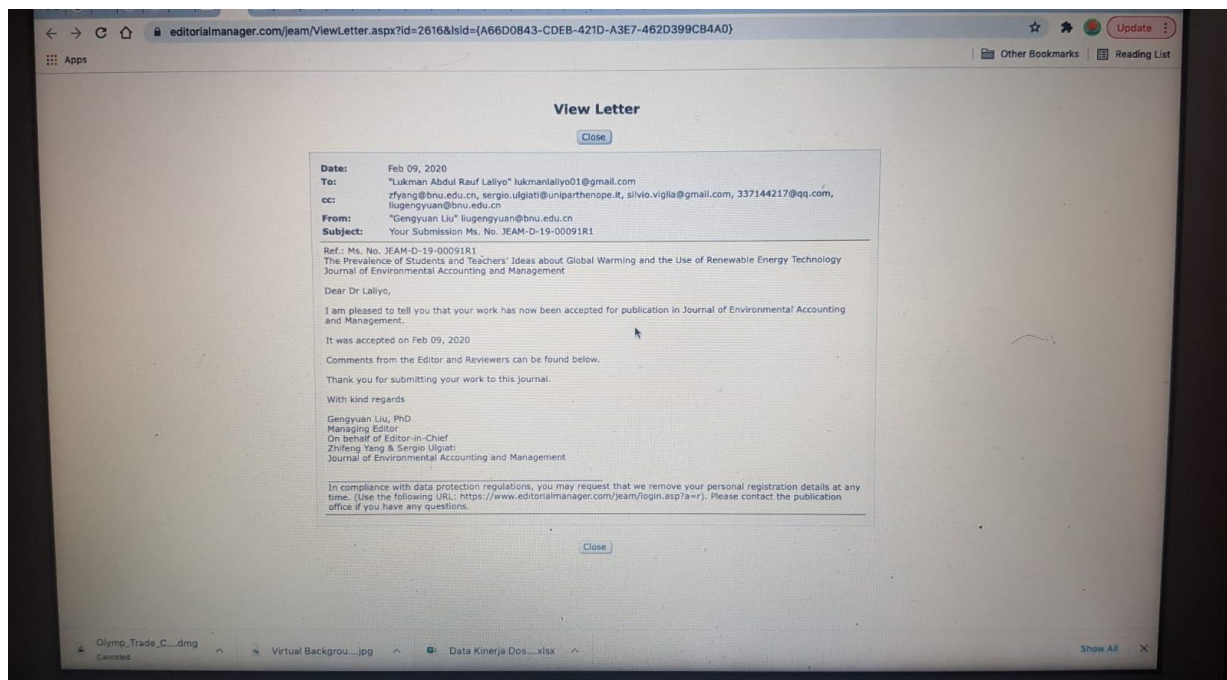 editorialmanager.com/jeam/ViewLetter.aspx?id=2616&lsid={A66D0843-CDEB-421D-A3E7-462D399CB4A0}
Update
Apps
Other Bookmarks
Reading List
View Letter
Close
Date: Feb 09, 2020
To: "Lukman Abdul Rauf Laliyo" lukmanlaliyo01@gmail.com
cc: zfyang@bnu.edu.cn, sergio.ulgiati@uniparthenope.it, silvio.viglia@gmail.com, 337144217@qq.com,
liugengyuan@bnu.edu.cn
From: "Gengyuan Liu" liugengyuan@bnu.edu.cn
Subject: Your Submission Ms. No. JEAM-D-19-00091R1
Ref.: Ms. No. JEAM-D-19-00091R1
The Prevalence of Students and Teachers' Ideas about Global Warming and the Use of Renewable Energy Technology
Journal of Environmental Accounting and Management
Dear Dr Laliyo,
I am pleased to tell you that your work has now been accepted for publication in Journal of Environmental Accounting
and Management.
It was accepted on Feb 09, 2020
Comments from the Editor and Reviewers can be found below.
Thank you for submitting your work to this journal.
With kind regards
Gengyuan Liu, PhD
Managing Editor
On behalf of Editor-in-Chief
Zhifeng Yang & Sergio Ulgiati
Journal of Environmental Accounting and Management
In compliance with data protection regulations, you may request that we remove your personal registration details at any
time. (Use the following URL: https://www.editorialmanager.com/jeam/login.asp?a=r). Please contact the publication
office if you have any questions.
Close
Olymp_Trade_C....dmg
Canceled
Virtual Backgrou....jpg
Data Kinerja Dos....xlsx
Show All